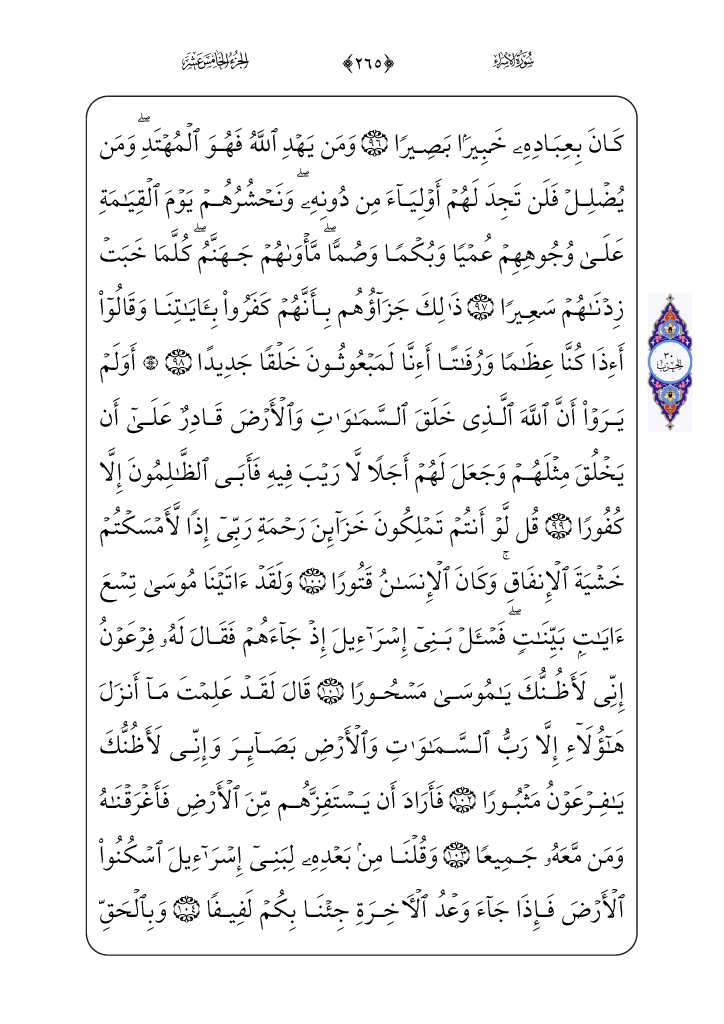 سُورَةُ الإِسْرَاءِ ﴿٢٦٥﴾ الجُزْءُ الخَامِسَ عَشَرَ
كَانَ بِعِبَادِهِۦ خَبِيرَۢا بَصِيرٗا ٩٦ وَمَن يَهۡدِ ٱللَّهُ فَهُوَ ٱلۡمُهۡتَدِۖ وَمَن
يُضۡلِلۡ فَلَن تَجِدَ لَهُمۡ أَوۡلِيَآءَ مِن دُونِهِۦۖ وَنَحۡشُرُهُمۡ يَوۡمَ ٱلۡقِيَٰمَةِ
عَلَىٰ وُجُوهِهِمۡ عُمۡيٗا وَبُكۡمٗا وَصُمّٗاۖ مَّأۡوَىٰهُمۡ جَهَنَّمُۖ كُلَّمَا خَبَتۡ
زِدۡنَٰهُمۡ سَعِيرٗا ٩٧ ذَٰلِكَ جَزَآؤُهُم بِأَنَّهُمۡ كَفَرُواْ بِـَٔايَٰتِنَا وَقَالُوٓاْ
أَءِذَا كُنَّا عِظَٰمٗا وَرُفَٰتًا أَءِنَّا لَمَبۡعُوثُونَ خَلۡقٗا جَدِيدًا ٩٨ ۞ أَوَلَمۡ
يَرَوۡاْ أَنَّ ٱللَّهَ ٱلَّذِي خَلَقَ ٱلسَّمَٰوَٰتِ وَٱلۡأَرۡضَ قَادِرٌ عَلَىٰٓ أَن
يَخۡلُقَ مِثۡلَهُمۡ وَجَعَلَ لَهُمۡ أَجَلٗا لَّا رَيۡبَ فِيهِ فَأَبَى ٱلظَّٰلِمُونَ إِلَّا
كُفُورٗا ٩٩ قُل لَّوۡ أَنتُمۡ تَمۡلِكُونَ خَزَآئِنَ رَحۡمَةِ رَبِّيٓ إِذٗا لَّأَمۡسَكۡتُمۡ
خَشۡيَةَ ٱلۡإِنفَاقِۚ وَكَانَ ٱلۡإِنسَٰنُ قَتُورٗا ١٠٠ وَلَقَدۡ ءَاتَيۡنَا مُوسَىٰ تِسۡعَ
ءَايَٰتِۭ بَيِّنَٰتٖۖ فَسۡـَٔلۡ بَنِيٓ إِسۡرَٰٓءِيلَ إِذۡ جَآءَهُمۡ فَقَالَ لَهُۥ فِرۡعَوۡنُ
إِنِّي لَأَظُنُّكَ يَٰمُوسَىٰ مَسۡحُورٗا ١٠١ قَالَ لَقَدۡ عَلِمۡتَ مَآ أَنزَلَ
هَٰٓؤُلَآءِ إِلَّا رَبُّ ٱلسَّمَٰوَٰتِ وَٱلۡأَرۡضِ بَصَآئِرَ وَإِنِّي لَأَظُنُّكَ
يَٰفِرۡعَوۡنُ مَثۡبُورٗا ١٠٢ فَأَرَادَ أَن يَسۡتَفِزَّهُم مِّنَ ٱلۡأَرۡضِ فَأَغۡرَقۡنَٰهُ
وَمَن مَّعَهُۥ جَمِيعٗا ١٠٣ وَقُلۡنَا مِنۢ بَعۡدِهِۦ لِبَنِيٓ إِسۡرَٰٓءِيلَ ٱسۡكُنُواْ
ٱلۡأَرۡضَ فَإِذَا جَآءَ وَعۡدُ ٱلۡأٓخِرَةِ جِئۡنَا بِكُمۡ لَفِيفٗا ١٠٤ وَبِٱلۡحَقِّ
٣٠
الحزب